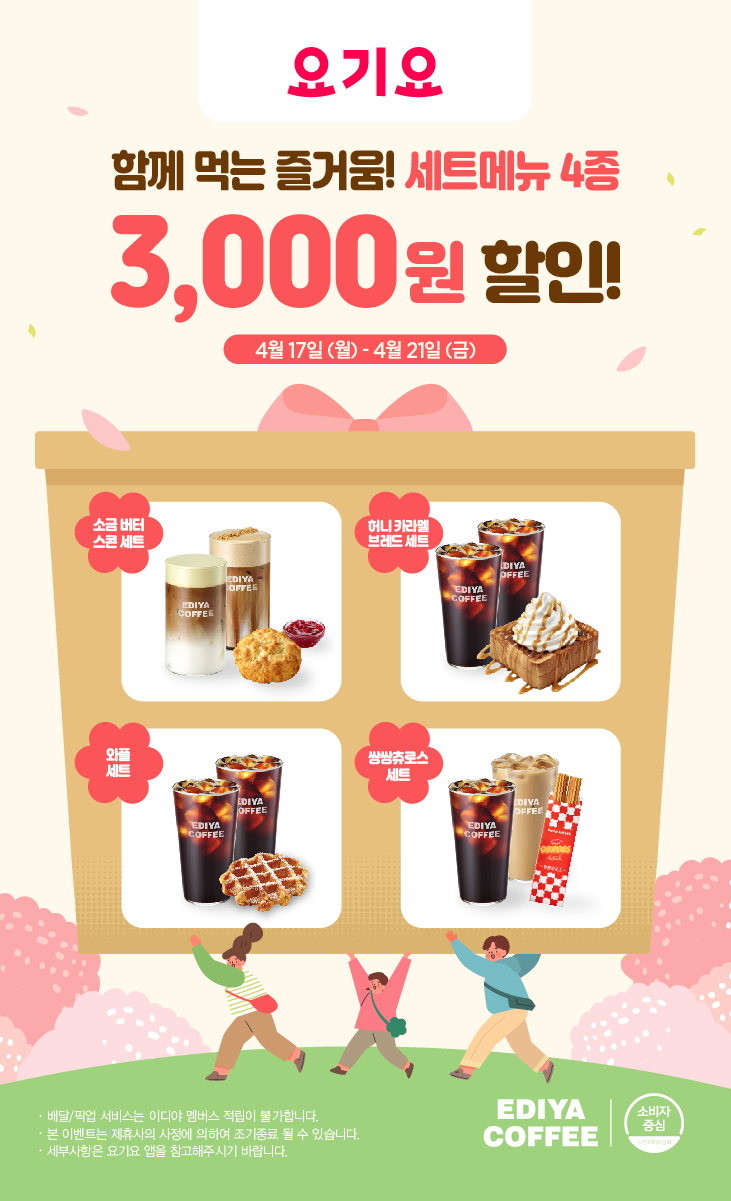 요기요
함께 먹는 즐거움! 세트메뉴 4종
3,000원 할인!
4월 17일 (월) - 4월 21일 (금)
소금 버터
스콘 세트
EDIYA
COFFEE
EDIYA
COFFEE
허니 카라멜
브레드 세트
EDIYA
COFFEE
EDIYA
COFFEE
와플
세트
EDIYA
COFFEE
EDIYA
COFFEE
쌍쌍츄로스
세트
EDIYA
COFFEE
EDIYA
COFFEE
· 배달/픽업 서비스는 이디야 멤버스 적립이 불가합니다.
· 본 이벤트는 제휴사의 사정에 의하여 조기종료 될 수 있습니다.
· 세부사항은 요기요 앱을 참고해주시기 바랍니다.
EDIYA
COFFEE
소비자
중심